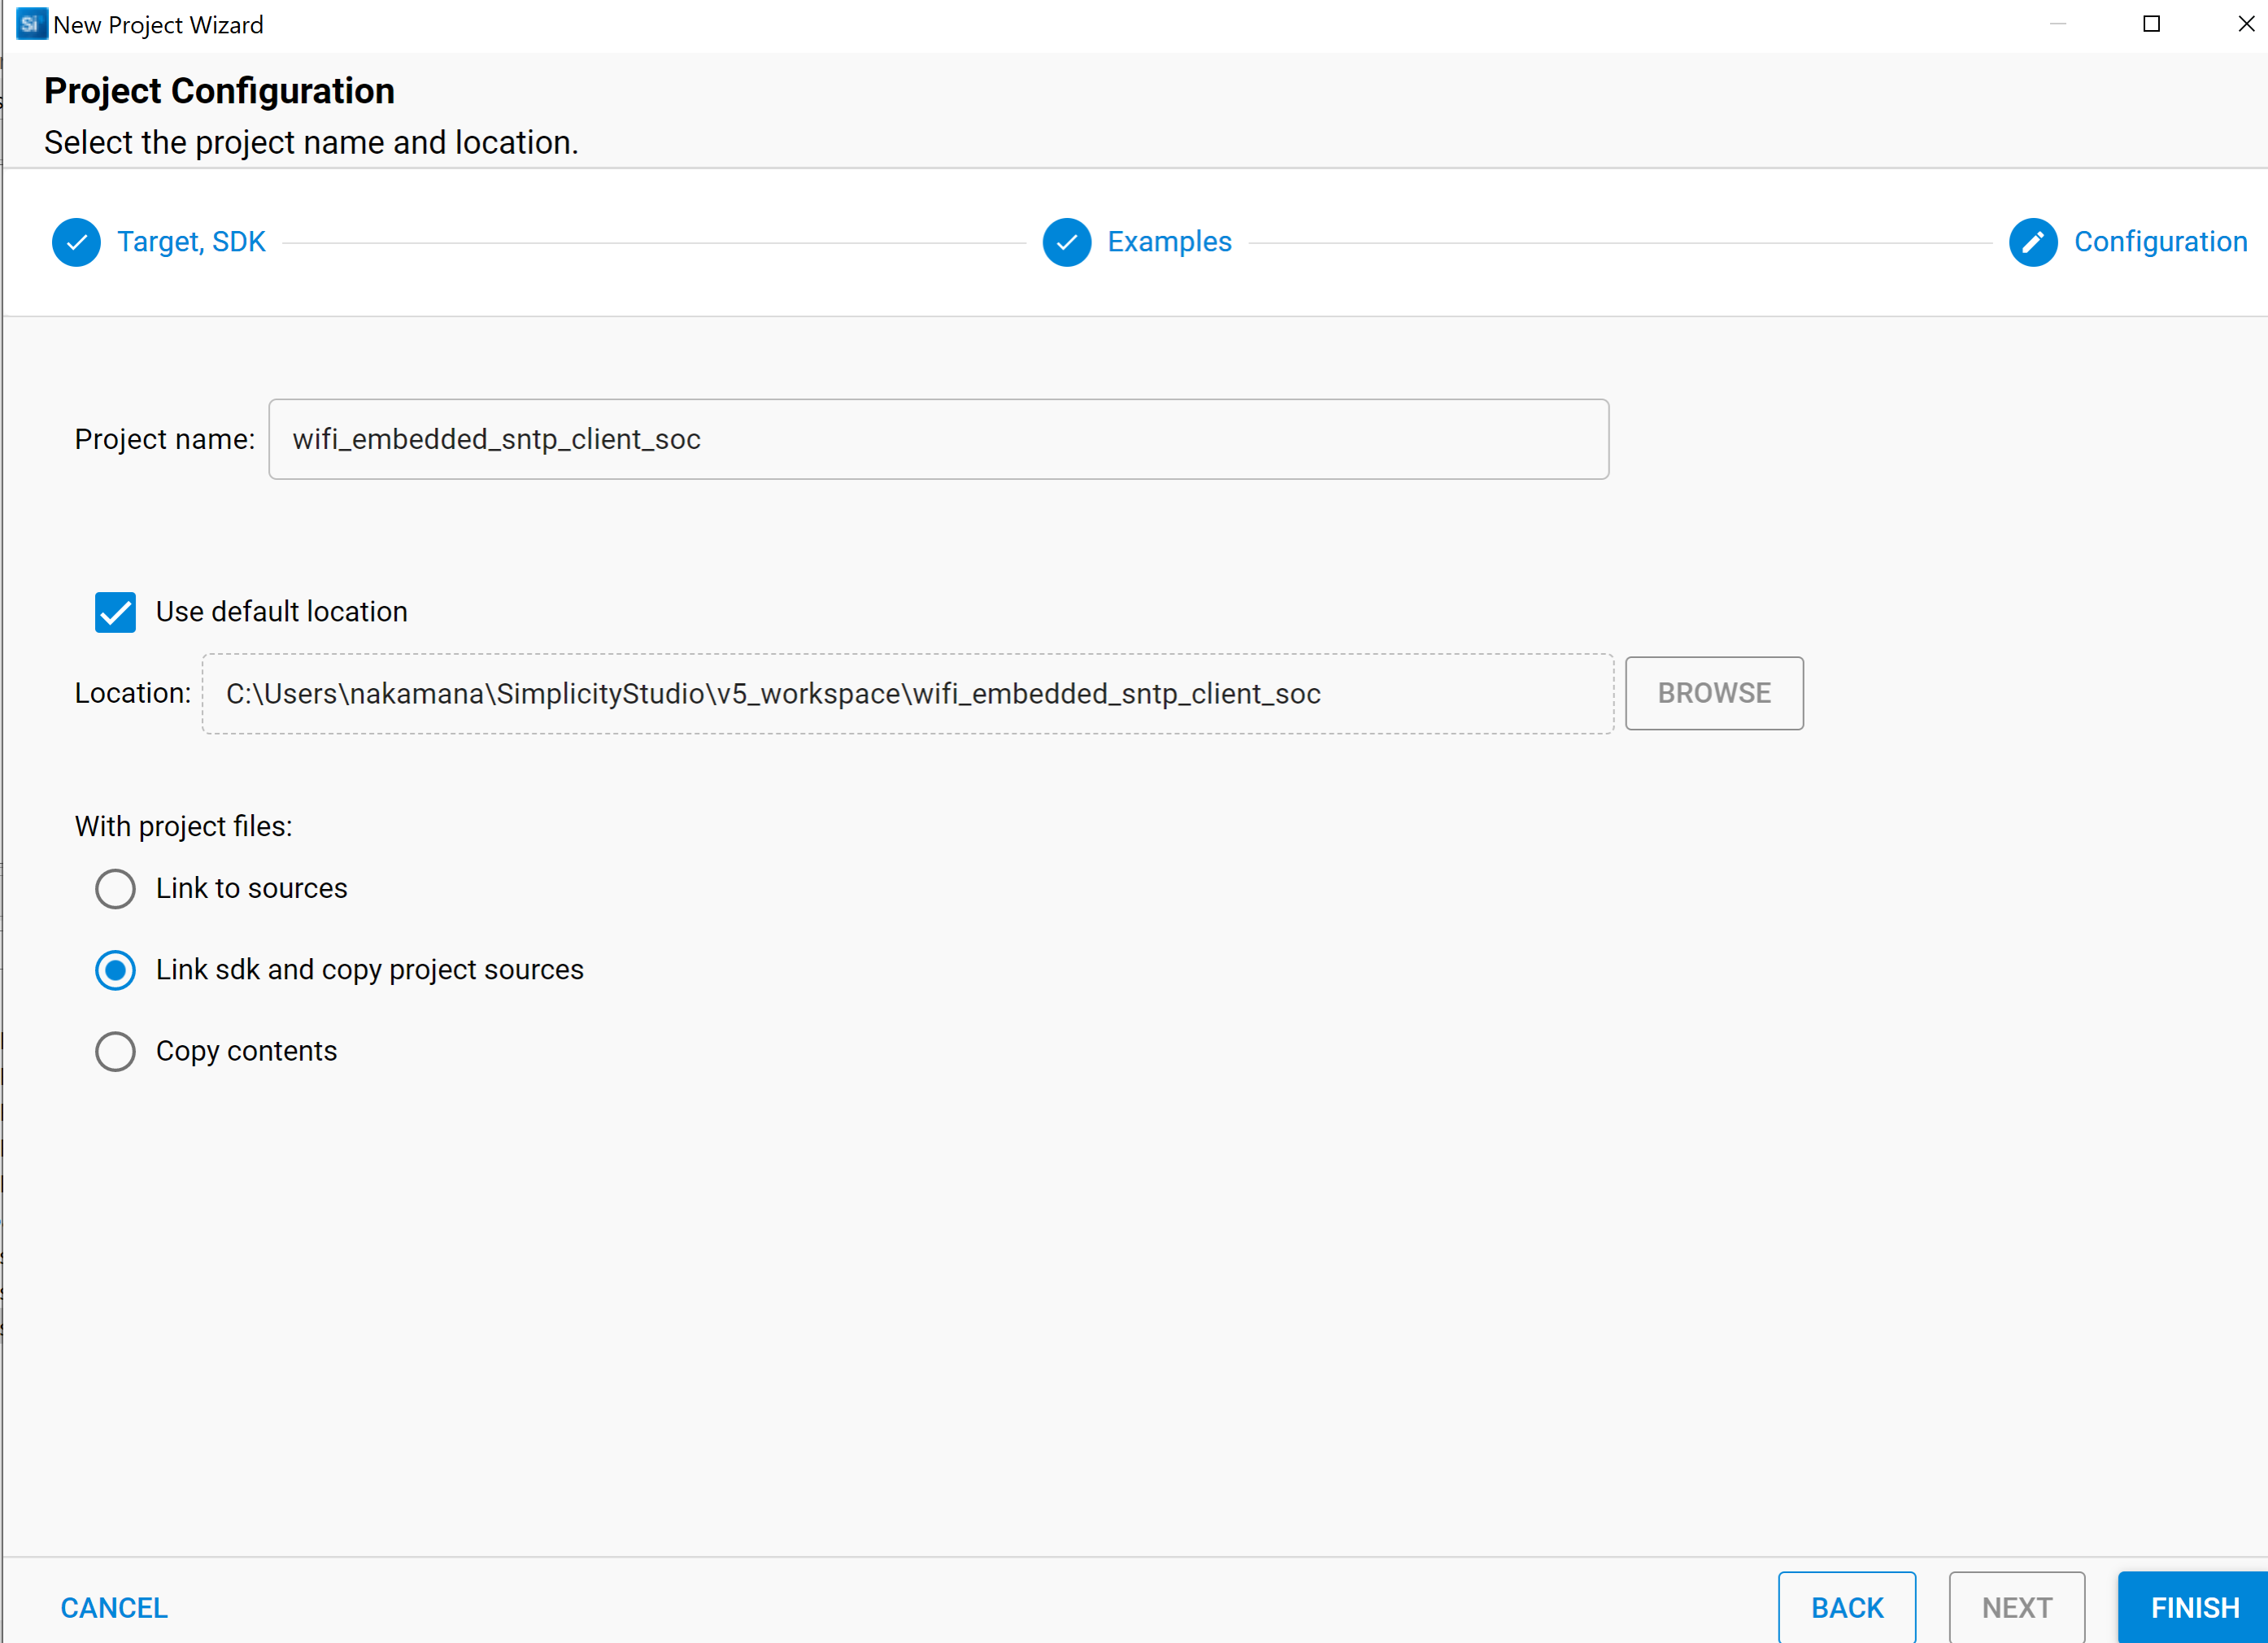 Si New Project Wizard
Project Configuration
Select the project name and location.
Target, SDK Examples Configuration
Project name: wifi_embedded_sntp_client_soc
Use default location
Location: C:\Users\nakamana\SimplicityStudio\v5_workspace\wifi_embedded_sntp_client_soc BROWSE
With project files:
Link to sources
Link sdk and copy project sources
Copy contents
CANCEL BACK NEXT FINISH